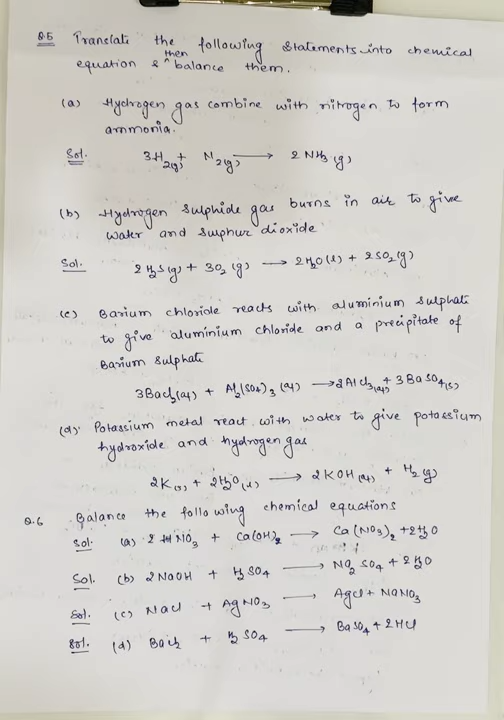 Q.5 Translate the following statements into chemical
equation & then balance them.
(a) Hydrogen gas combine with nitrogen to form
ammonia.
Sol. 3H2(g) + N2(g) ⟶ 2NH3(g)
(b) Hydrogen sulphide gas burns in air to give
water and sulphur dioxide
Sol. 2H2S(g) + 3O2(g) ⟶ 2H2O(l) + 2SO2(g)
(c) Barium chloride reacts with aluminium sulphate
to give aluminium chloride and a precipitate of
Barium sulphate
3BaCl2(aq) + Al2(SO4)3(aq) ⟶ 2AlCl3(aq) + 3BaSO4(s)
(d) Potassium metal react with water to give potassium
hydroxide and hydrogen gas
2K(s) + 2H2O(l) ⟶ 2KOH(aq) + H2(g)
Q.6 Balance the following chemical equations
Sol. (a) 2HNO3 + Ca(OH)2 ⟶ Ca(NO3)2 + 2H2O
Sol. (b) 2NaOH + H2SO4 ⟶ Na2SO4 + 2H2O
Sol. (c) NaCl + AgNO3 ⟶ AgCl + NaNO3
Sol. (d) BaCl2 + H2SO4 ⟶ BaSO4 + 2HCl